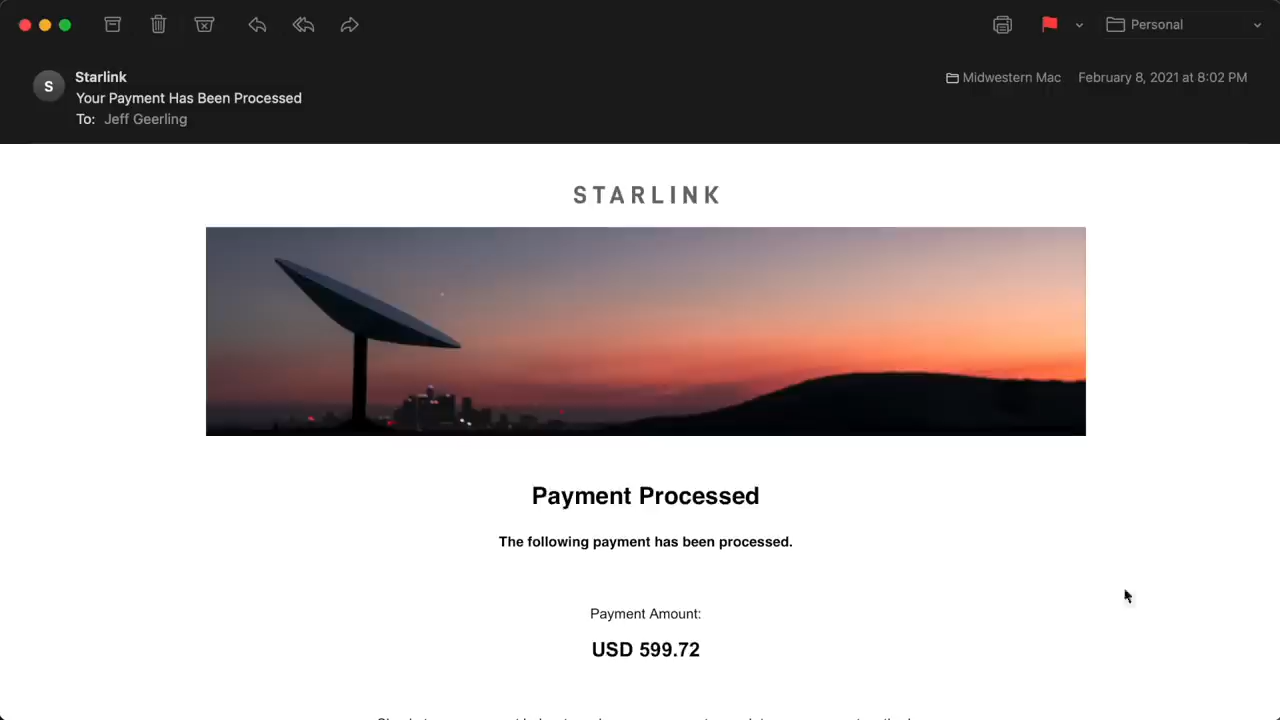 Personal
Starlink
Midwestern Mac February 8, 2021 at 8:02 PM
S
Your Payment Has Been Processed
To: Jeff Geerling
STARLINK
Payment Processed
The following payment has been processed.
Payment Amount:
USD 599.72